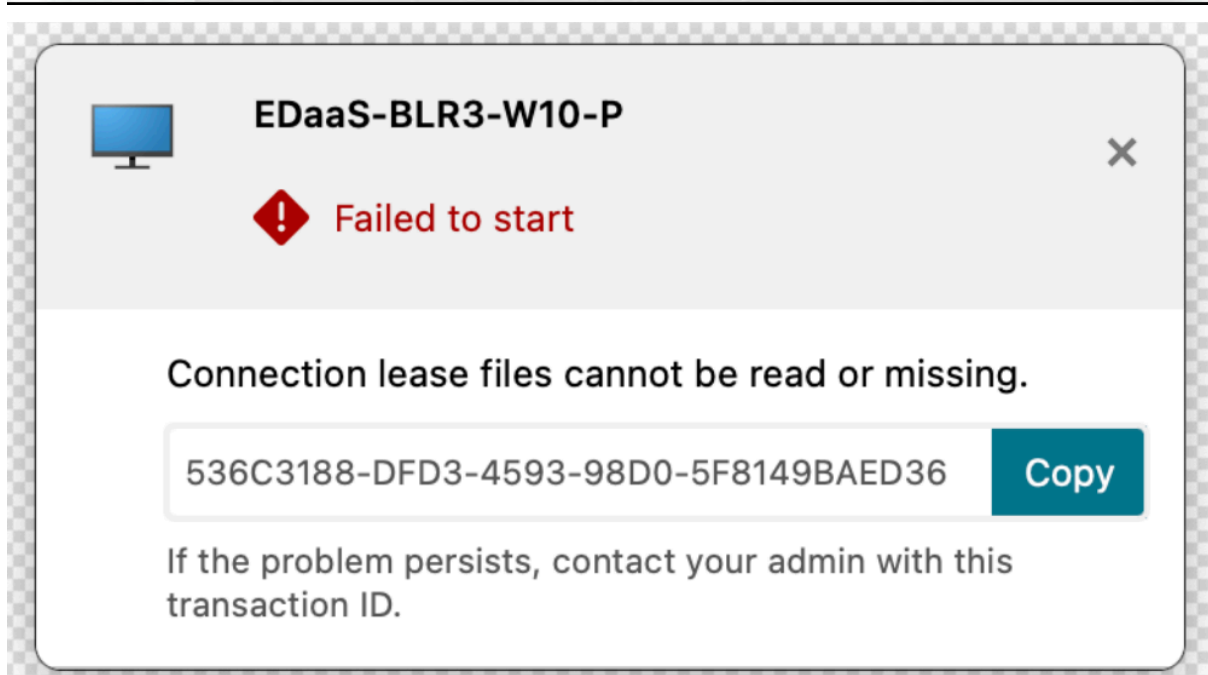 EDaaS-BLR3-W10-P
Failed to start
Connection lease files cannot be read or missing.
536C3188-DFD3-4593-98D0-5F8149BAED36 Copy
If the problem persists, contact your admin with this
transaction ID.